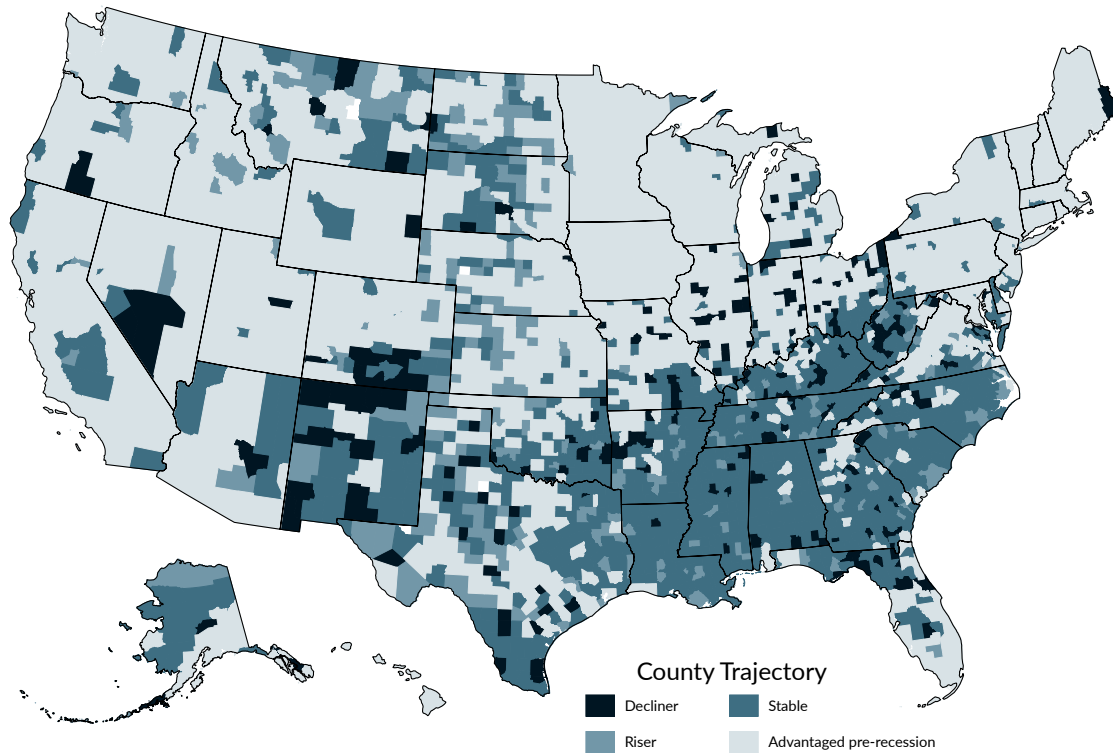 County Trajectory
Decliner
Stable
Riser
Advantaged pre-recession